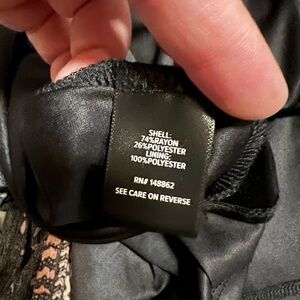 SHELL:
74%RAYON
26%POLYESTER
LINING:
100%POLYESTER
RN# 148862
SEE CARE ON REVERSE